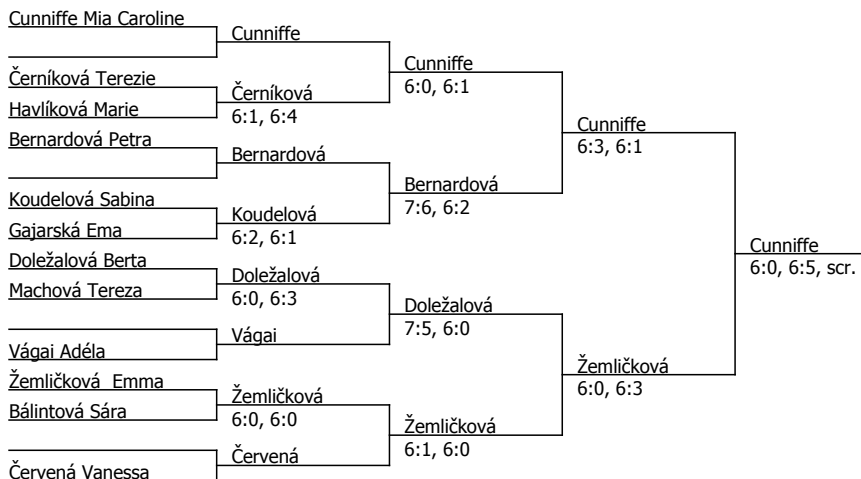 Cunniffe Mia Caroline
Cunniffe
Cunniffe
6:0, 6:1
Černíková Terezie
Černíková
6:1, 6:4
Havlíková Marie
Cunniffe
6:3, 6:1
Bernardová Petra
Bernardová
Bernardová
7:6, 6:2
Koudelová Sabina
Koudelová
6:2, 6:1
Gajarská Ema
Cunniffe
6:0, 6:5, scr.
Doležalová Berta
Doležalová
6:0, 6:3
Machová Tereza
Doležalová
7:5, 6:0
Vágai
Vágai Adéla
Žemličková
6:0, 6:3
Žemličková  Emma
Žemličková
6:0, 6:0
Bálintová Sára
Žemličková
6:1, 6:0
Červená
Červená Vanessa